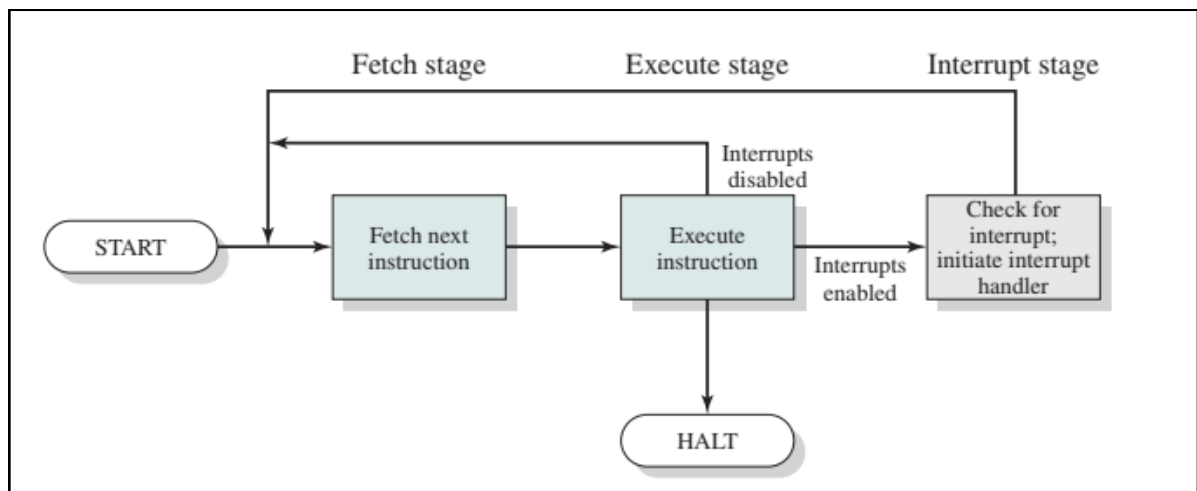 Fetch stage
Execute stage
Interrupt stage
Interrupts
disabled
START
Fetch next
instruction
Execute
instruction
Interrupts
enabled
Check for
interrupt;
initiate interrupt
handler
HALT